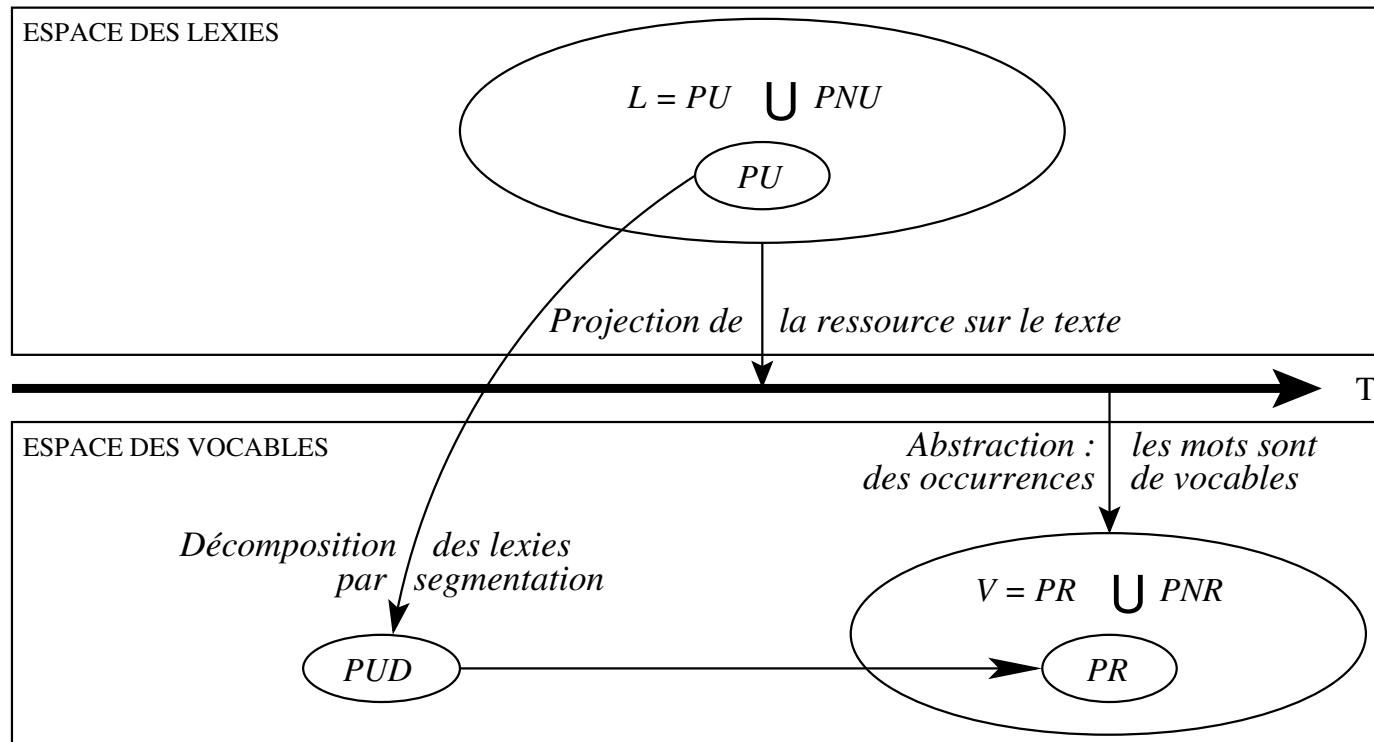 ESPACE DES LEXIES
L = PU ⋃ PNU
PU
Projection de la ressource sur le texte
T
ESPACE DES VOCABLES
Abstraction : les mots sont
des occurrences de vocables
Décomposition des lexies
par segmentation
V = PR ⋃ PNR
PUD
PR